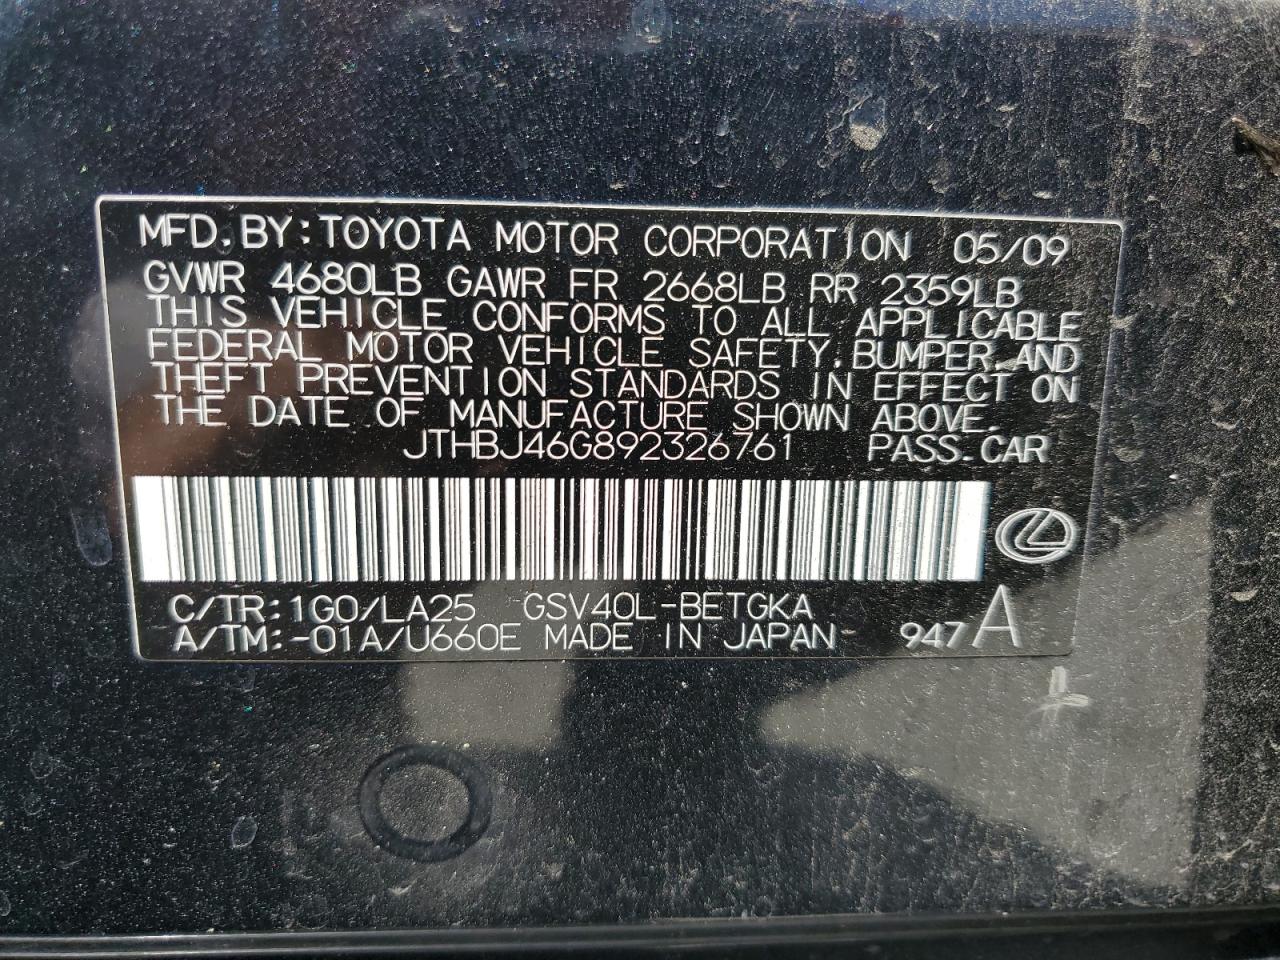 MFD. BY: TOYOTA MOTOR CORPORATION 05/09
GVWR 4680LB GAWR FR 2668LB RR 2359LB
THIS VEHICLE CONFORMS TO ALL APPLICABLE
FEDERAL MOTOR VEHICLE SAFETY, BUMPER, AND
THEFT PREVENTION STANDARDS IN EFFECT ON
THE DATE OF MANUFACTURE SHOWN ABOVE.
JTHBJ46G892326761 PASS. CAR
C/TR: 1G0/LA25 GSV40L-BETGKA
A/TM: -01A/U660E MADE IN JAPAN 947 A